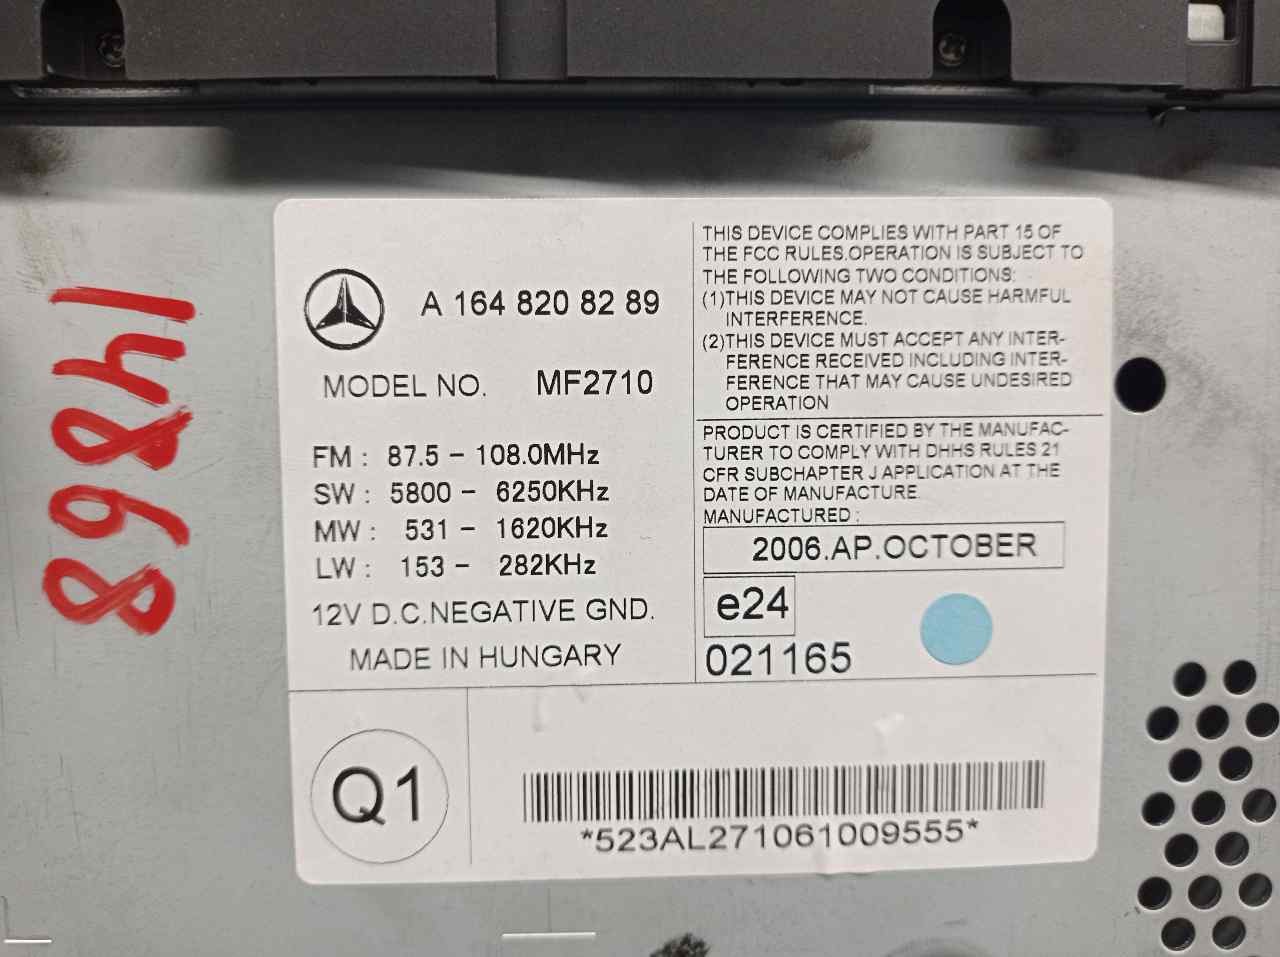 14868
A 164 820 82 89
MODEL NO. MF2710
FM : 87.5 - 108.0MHz
SW : 5800 - 6250KHz
MW : 531 - 1620KHz
LW : 153 - 282KHz
12V D.C.NEGATIVE GND.
MADE IN HUNGARY
THIS DEVICE COMPLIES WITH PART 15 OF
THE FCC RULES.OPERATION IS SUBJECT TO
THE FOLLOWING TWO CONDITIONS:
(1)THIS DEVICE MAY NOT CAUSE HARMFUL
INTERFERENCE.
(2)THIS DEVICE MUST ACCEPT ANY INTER-
FERENCE RECEIVED INCLUDING INTER-
FERENCE THAT MAY CAUSE UNDESIRED
OPERATION
PRODUCT IS CERTIFIED BY THE MANUFAC-
TURER TO COMPLY WITH DHHS RULES 21
CFR SUBCHAPTER J APPLICATION AT THE
DATE OF MANUFACTURE.
MANUFACTURED :
2006.AP.OCTOBER
e24
021165
Q1
*523AL271061009555*